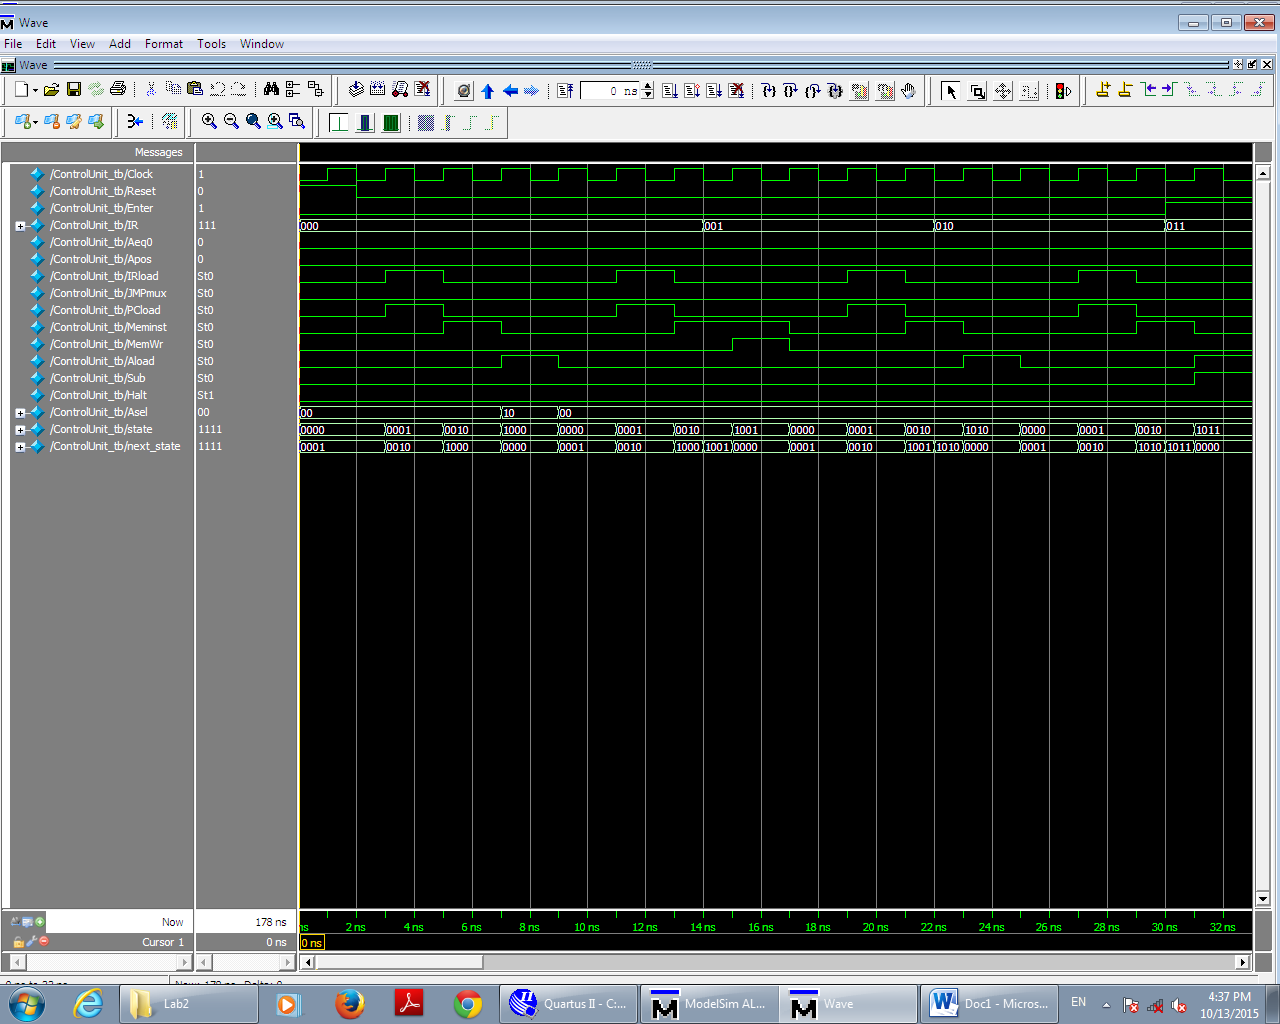 Wave
File Edit View Add Format Tools Window
Wave
0 ns
Messages
/ControlUnit_tb/Clock 1
/ControlUnit_tb/Reset 0
/ControlUnit_tb/Enter 1
/ControlUnit_tb/IR 111 000 001 010 011
/ControlUnit_tb/Aeq0 0
/ControlUnit_tb/Apos 0
/ControlUnit_tb/IRload St0
/ControlUnit_tb/JMPmux St0
/ControlUnit_tb/PCload St0
/ControlUnit_tb/Meminst St0
/ControlUnit_tb/MemWr St0
/ControlUnit_tb/Aload St0
/ControlUnit_tb/Sub St0
/ControlUnit_tb/Halt St1
/ControlUnit_tb/Asel 00 00 10 00
/ControlUnit_tb/state 1111 0000 0001 0010 1000 0000 0001 0010 1001 0000 0001 0010 1010 0000 0001 0010 1011
/ControlUnit_tb/next_state 1111 0001 0010 1000 0000 0001 0010 1000 1001 0000 0001 0010 1001 1010 0000 0001 0010 1010 1011 0000
Now 178 ns ns 2 ns 4 ns 6 ns 8 ns 10 ns 12 ns 14 ns 16 ns 18 ns 20 ns 22 ns 24 ns 26 ns 28 ns 30 ns 32 ns
Cursor 1 0 ns 0 ns
Lab2 Quartus II - C:... ModelSim AL... Wave Doc1 - Micros... EN 4:37 PM
10/13/2015